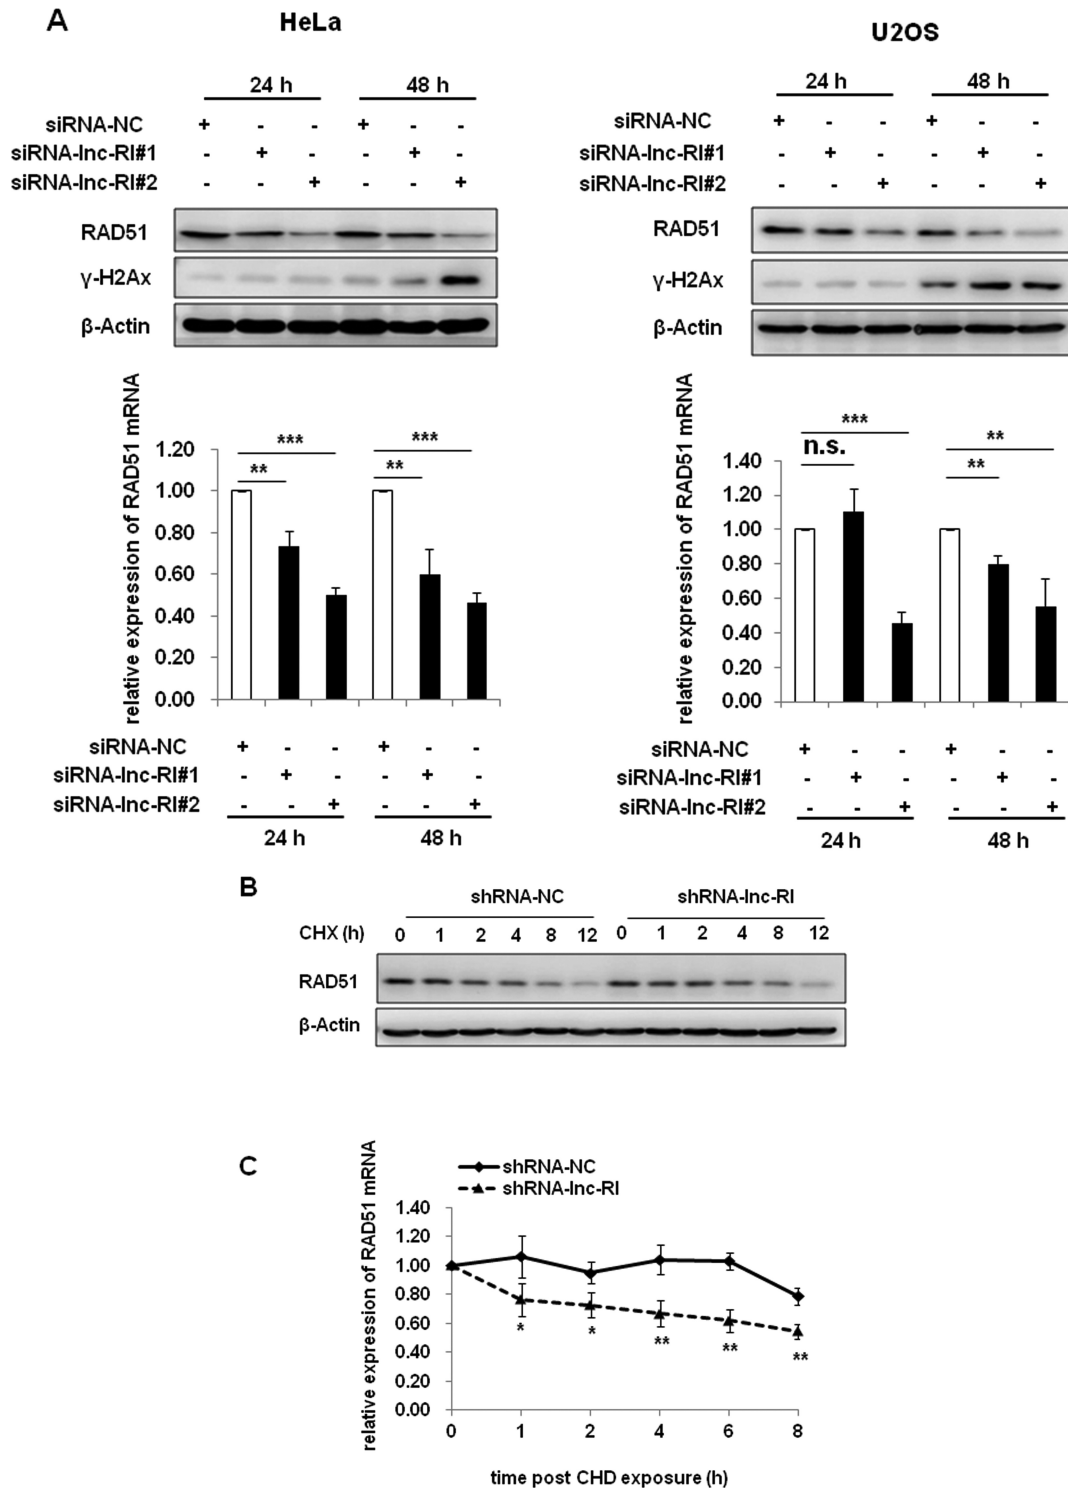 A
HeLa
24 h 48 h
siRNA-NC + - - + - -
siRNA-lnc-RI#1 - + - - + -
siRNA-lnc-RI#2 - - + - - +
RAD51
γ-H2Ax
β-Actin
U2OS
24 h 48 h
siRNA-NC + - - + - -
siRNA-lnc-RI#1 - + - - + -
siRNA-lnc-RI#2 - - + - - +
RAD51
γ-H2Ax
β-Actin
relative expression of RAD51 mRNA
1.20
1.00
0.80
0.60
0.40
0.20
0.00
*** ***
** **
siRNA-NC + - - + - -
siRNA-lnc-RI#1 - + - - + -
siRNA-lnc-RI#2 - - + - - +
24 h 48 h
relative expression of RAD51 mRNA
1.40
1.20
1.00
0.80
0.60
0.40
0.20
0.00
*** **
n.s. **
siRNA-NC + - - + - -
siRNA-lnc-RI#1 - + - - + -
siRNA-lnc-RI#2 - - + - - +
24 h 48 h
B
shRNA-NC shRNA-lnc-RI
CHX (h) 0 1 2 4 8 12 0 1 2 4 8 12
RAD51
β-Actin
C
shRNA-NC
shRNA-lnc-RI
relative expression of RAD51 mRNA
1.40
1.20
1.00
0.80
0.60
0.40
0.20
0.00
* * ** ** **
0 1 2 4 6 8
time post CHD exposure (h)